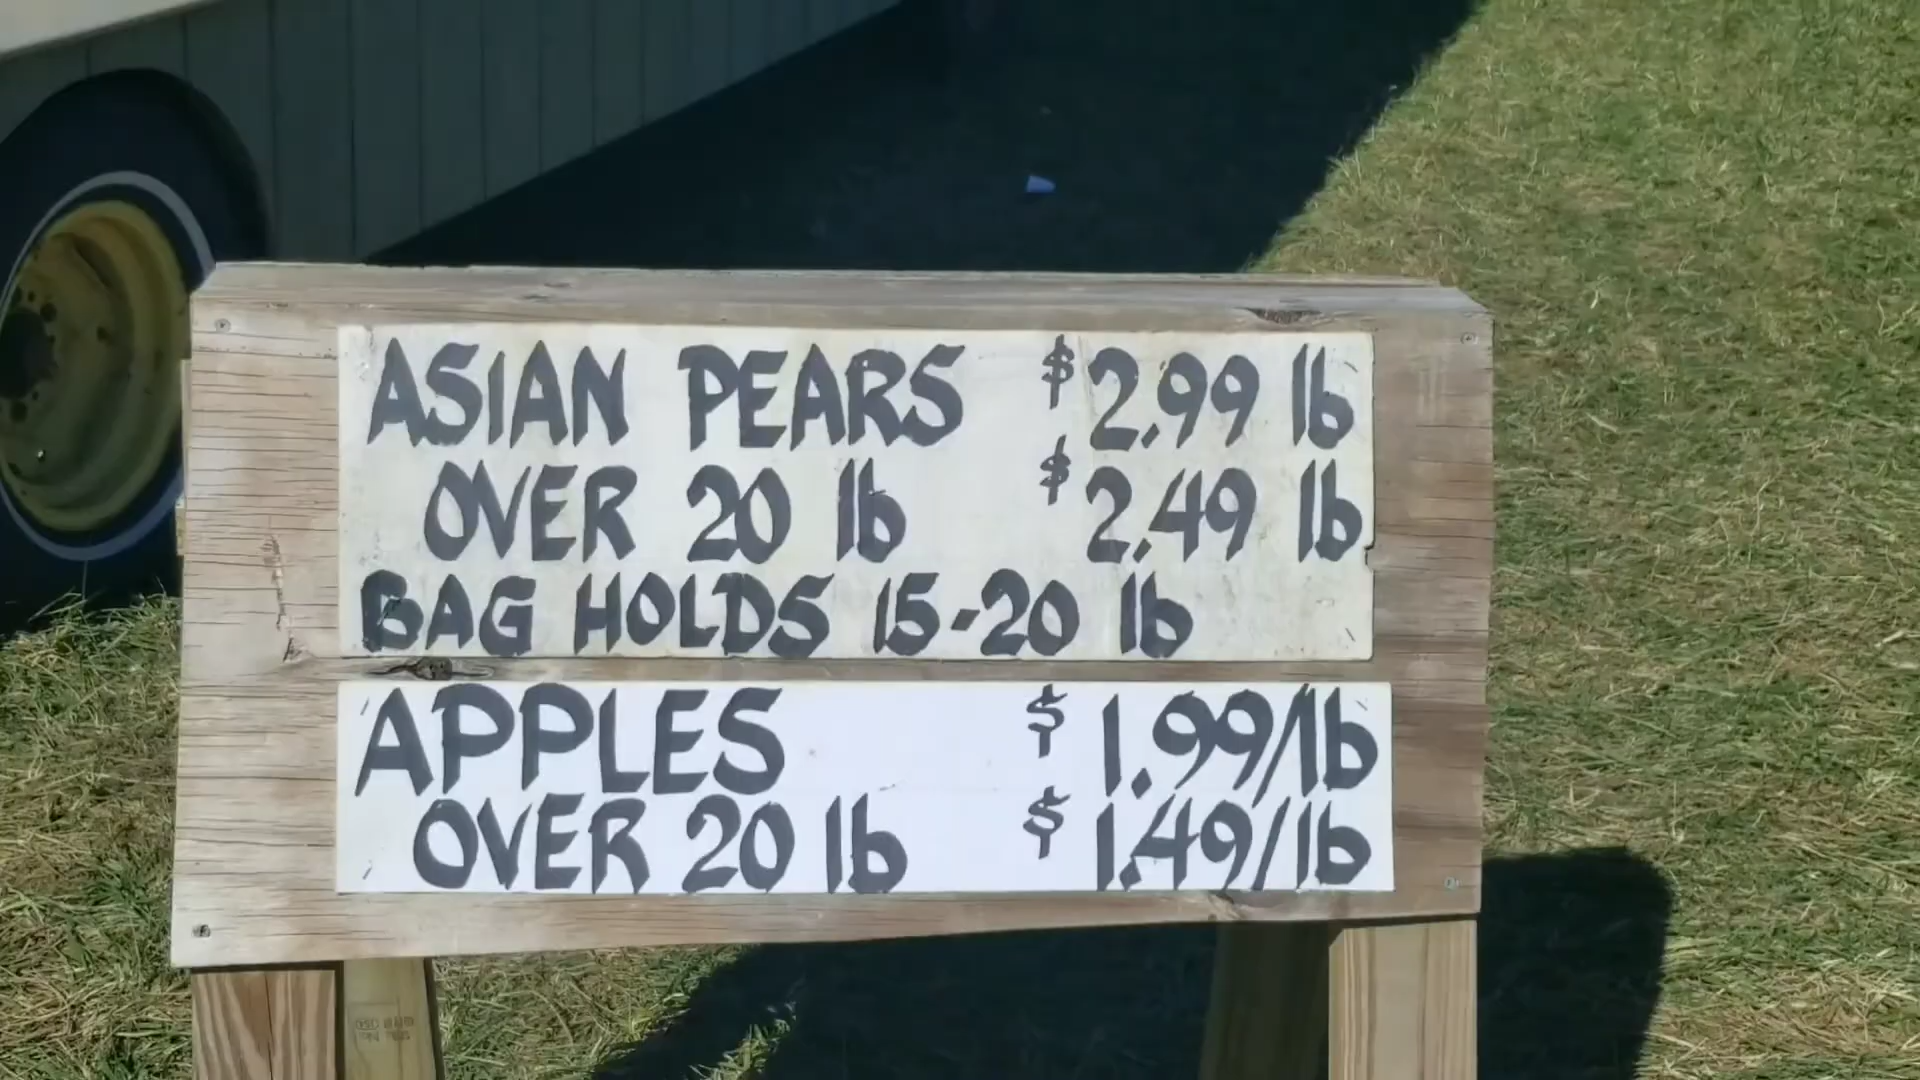 ASIAN PEARS $2.99 lb
OVER 20 lb $2.49 lb
BAG HOLDS 15-20 lb
APPLES $1.99/lb
OVER 20 lb $1.49/lb